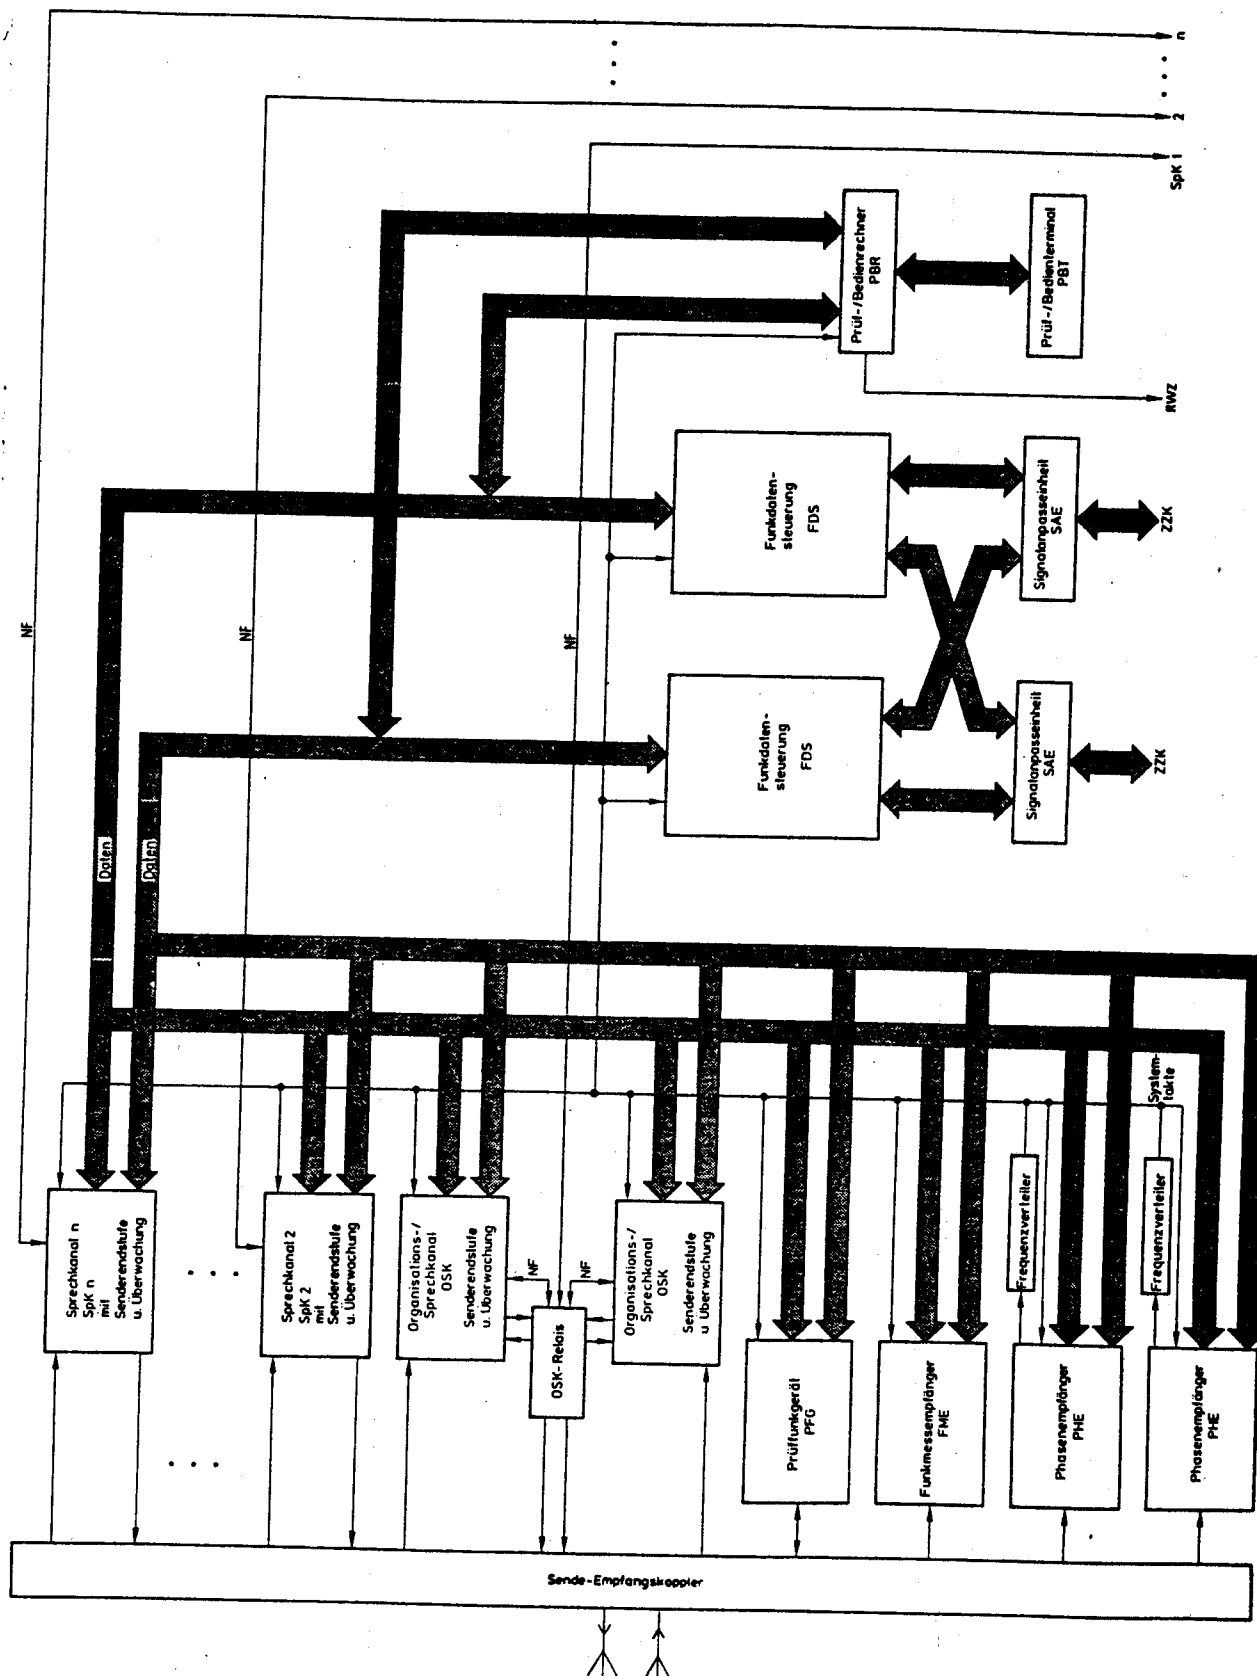 NF
NF
NF
Daten
Daten
n
2
SpK 1
Prüf-/Bedienrechner
PBR
Prüf-/Bedienterminal
PBT
RWZ
Funkdaten-
steuerung
FDS
Signalanpasseinheit
SAE
ZZK
Funkdaten-
steuerung
FDS
Signalanpasseinheit
SAE
ZZK
Sprechkanal n
SpK n
mit
Senderendstufe
u. Überwachung
Sprechkanal 2
SpK 2
mit
Senderendstufe
u. Überwachung
Organisations-/
Sprechkanal
OSK
Senderendstufe
u. Überwachung
NF
OSK-Relais
NF
Organisations-/
Sprechkanal
OSK
Senderendstufe
u Überwachung
Prüffunkgerät
PFG
Funkmessempfänger
FME
Frequenzverteiler
Phasenempfänger
PHE
System-
takte
Frequenzverteiler
Phasenempfänger
PHE
Sende-Empfangskoppler